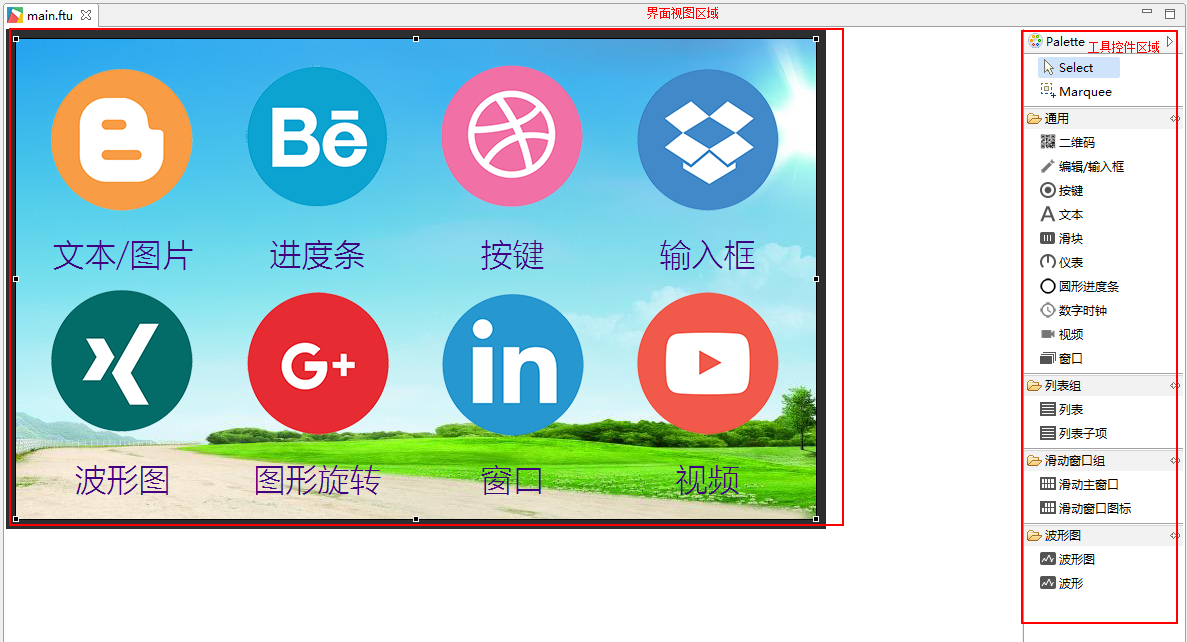 main.ftu
界面视图区域
Palette
工具控件区域
Select
Marquee
通用
二维码
编辑/输入框
按键
文本
滑块
仪表
圆形进度条
数字时钟
视频
窗口
列表组
列表
列表子项
滑动窗口组
滑动主窗口
滑动窗口图标
波形图
波形图
波形
Bē
文本/图片
进度条
按键
输入框
G+
in
波形图
图形旋转
窗口
视频